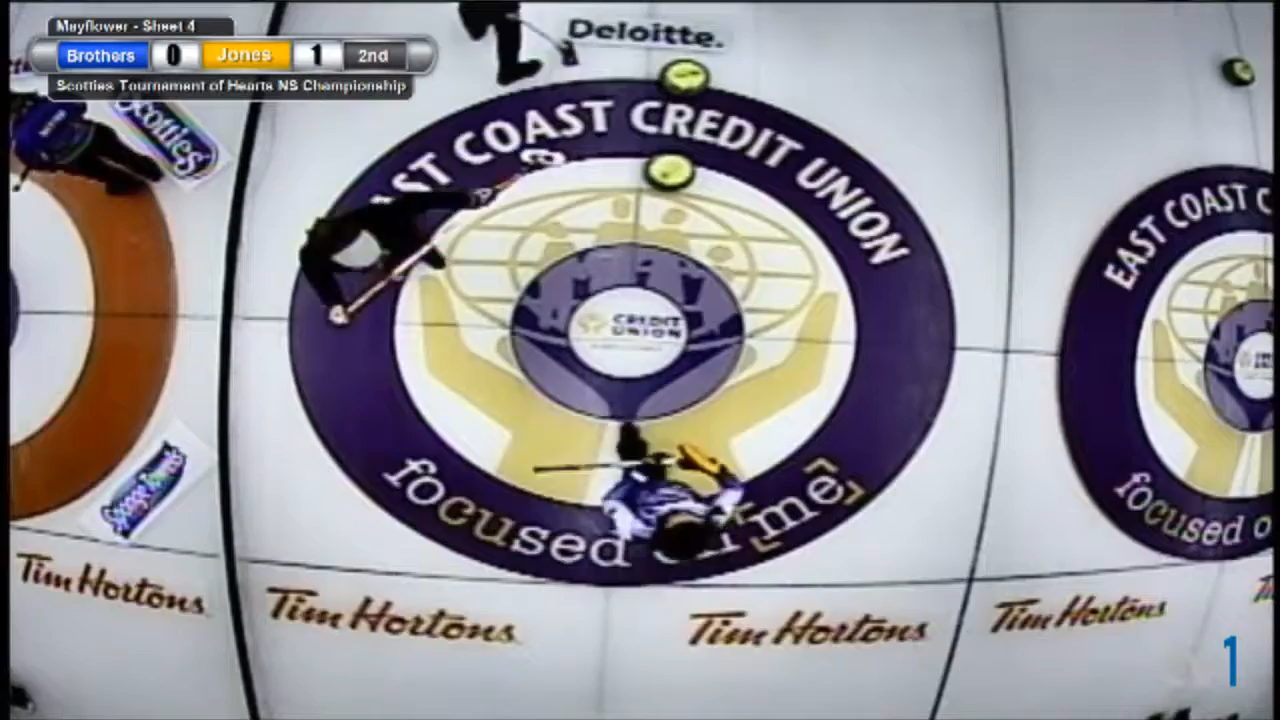 Mayflower - Sheet 4
Brothers 0 Jones 1 2nd
Scotties Tournament of Hearts NS Championship
Deloitte.
Scotties
EAST COAST CREDIT UNION
CREDIT
UNION
focused on me
EAST COAST C
focused o
Tim Hortons
Tim Hortons
Tim Hortons
Tim Hortons
1